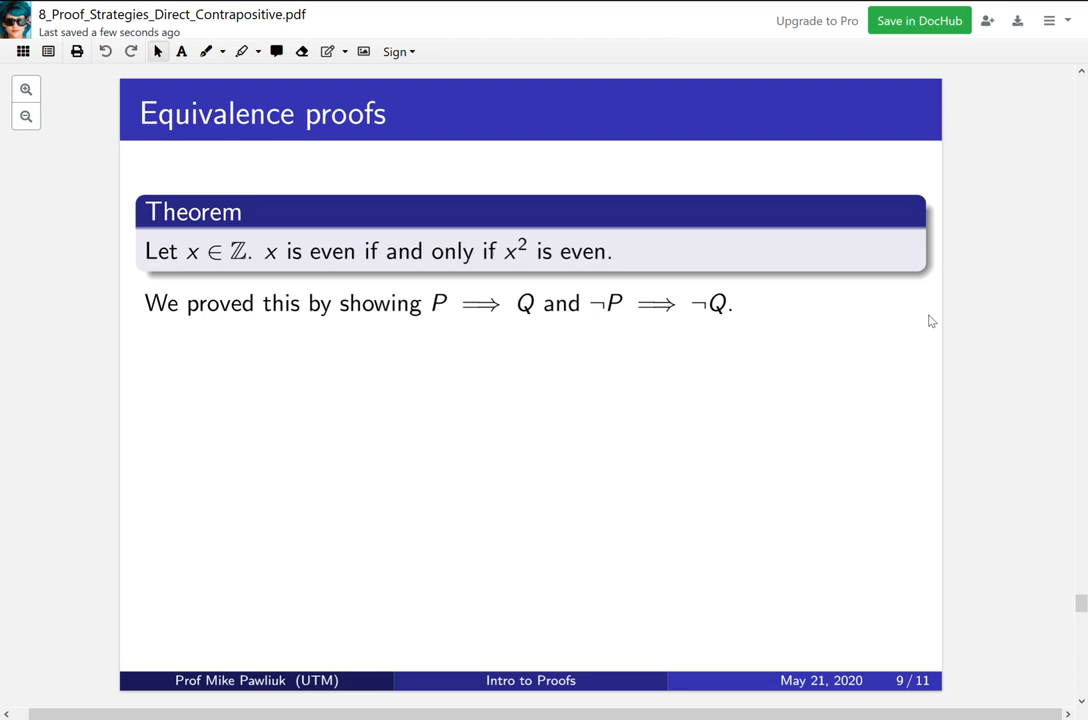 8_Proof_Strategies_Direct_Contrapositive.pdf
Last saved a few seconds ago
Upgrade to Pro
Save in DocHub
A
Sign
Equivalence proofs
Theorem
Let x ∈ ℤ. x is even if and only if x² is even.
We proved this by showing P ⟹ Q and ¬P ⟹ ¬Q.
Prof Mike Pawliuk (UTM) Intro to Proofs May 21, 2020 9 / 11